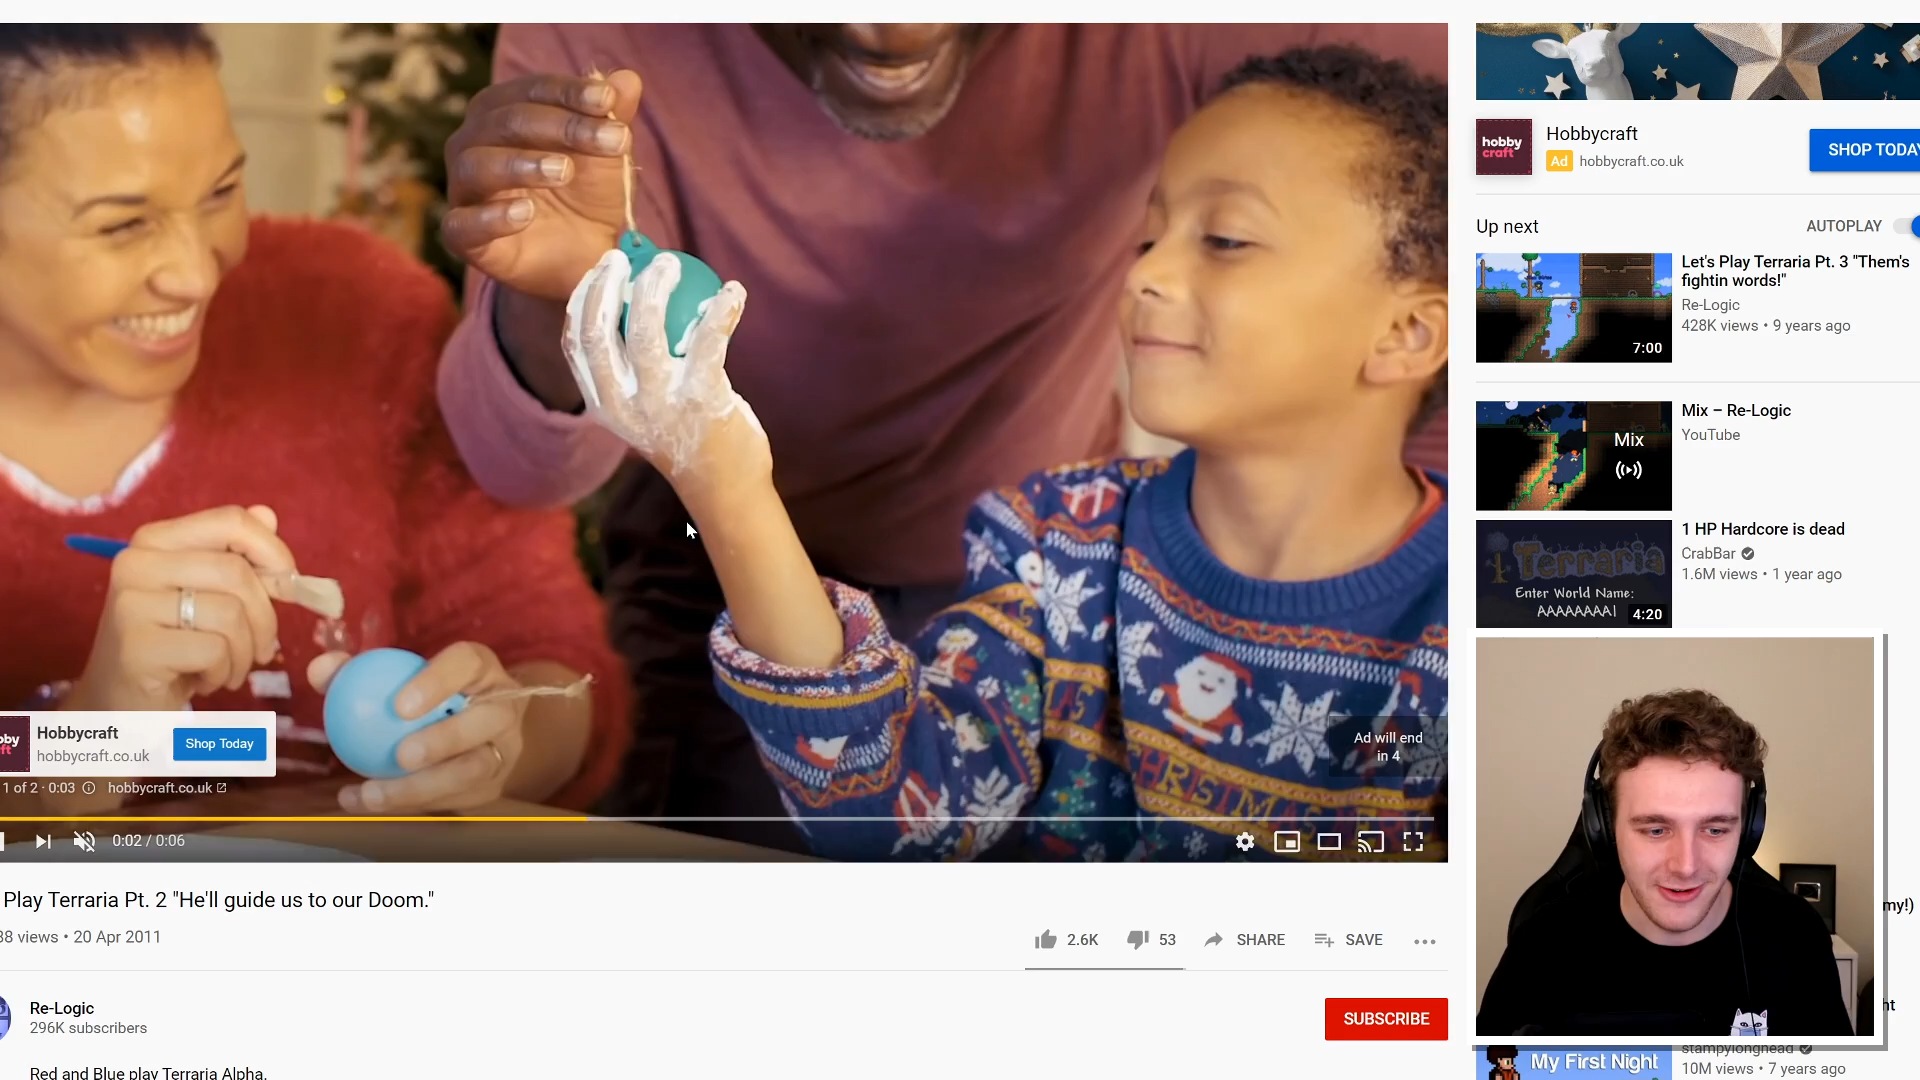 hobby
craft
Hobbycraft
Ad hobbycraft.co.uk
SHOP TODAY
Up next
AUTOPLAY
Let's Play Terraria Pt. 3 "Them's
fightin words!"
Re-Logic
428K views • 9 years ago
7:00
Mix
Mix – Re-Logic
YouTube
1 HP Hardcore is dead
CrabBar
1.6M views • 1 year ago
Terraria
Enter World Name:
AAAAAAAA!
4:20
CHRISTMAS
Hobbycraft
hobbycraft.co.uk
Shop Today
Ad will end
in 4
1 of 2 · 0:03 hobbycraft.co.uk
0:02 / 0:06
Play Terraria Pt. 2 "He'll guide us to our Doom."
38 views • 20 Apr 2011
2.6K
53
SHARE
SAVE
Re-Logic
296K subscribers
SUBSCRIBE
Red and Blue play Terraria Alpha.
my!)
ht
My First Night
stampylonghead
10M views • 7 years ago